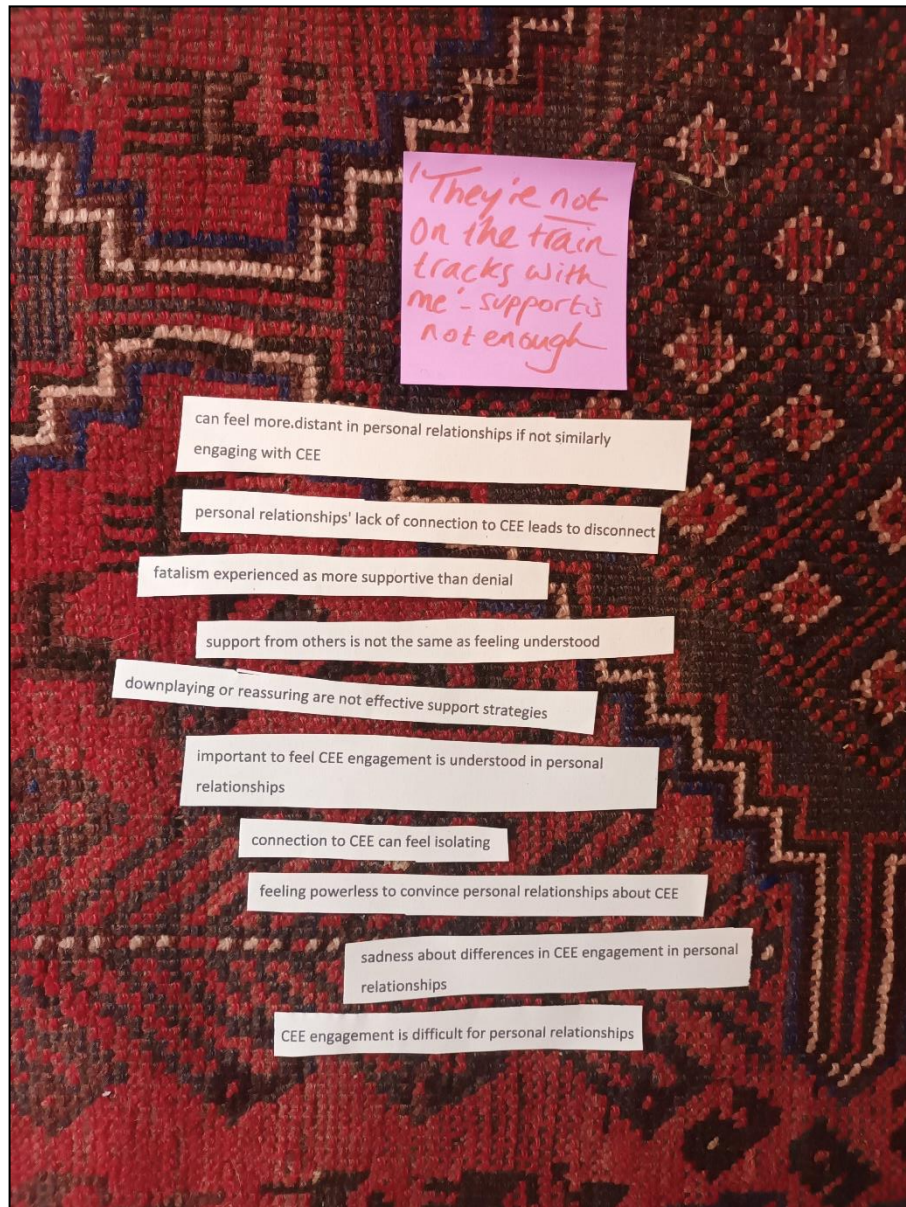 'They're not
on the train
tracks with
me'- support is
not enough
can feel more.distant in personal relationships if not similarly
engaging with CEE
personal relationships' lack of connection to CEE leads to disconnect
fatalism experienced as more supportive than denial
support from others is not the same as feeling understood
downplaying or reassuring are not effective support strategies
important to feel CEE engagement is understood in personal
relationships
connection to CEE can feel isolating
feeling powerless to convince personal relationships about CEE
sadness about differences in CEE engagement in personal
relationships
CEE engagement is difficult for personal relationships